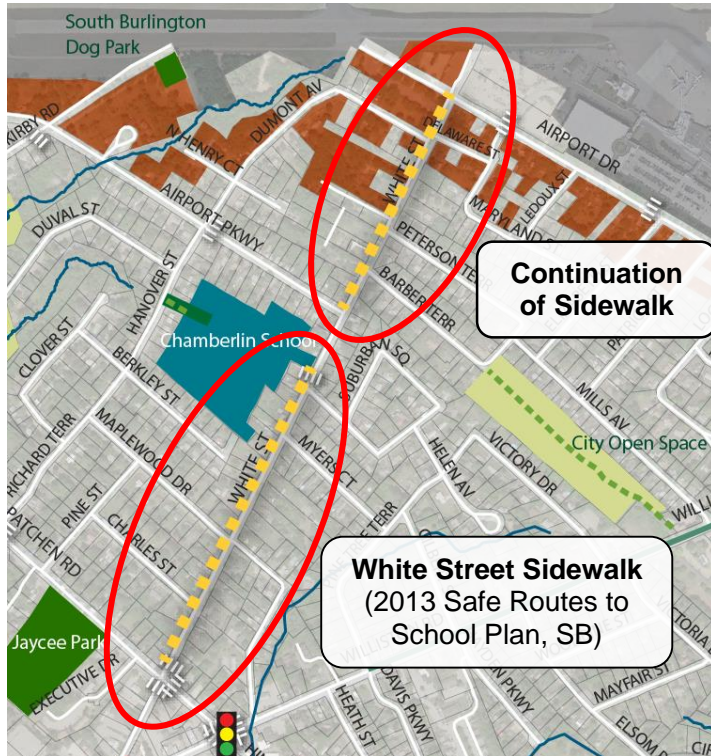 South Burlington
Dog Park
KIRBY RD
N HENRY CT
DUMONT AV
DELAWARE ST
AIRPORT DR
WHITE CT
LEDOUX ST
DUVAL ST
AIRPORT PKWY
MARYLAND
PETERSON TERR
HANOVER ST
BARBER TERR
Continuation
of Sidewalk
Chamberlin School
CLOVER ST
BERKLEY ST
SUBURBAN SQ
MILLS AV
RICHARD TERR
MAPLEWOOD DR
WHITE ST
MYERS CT
HELEN AV
VICTORY DR
City Open Space
PINE ST
CHARLES ST
PATCHEN RD
White Street Sidewalk
(2013 Safe Routes to
School Plan, SB)
Jaycee Park
EXECUTIVE DR
HEATH ST
DAVIS PKWY
MAYFAIR ST
ELSOM